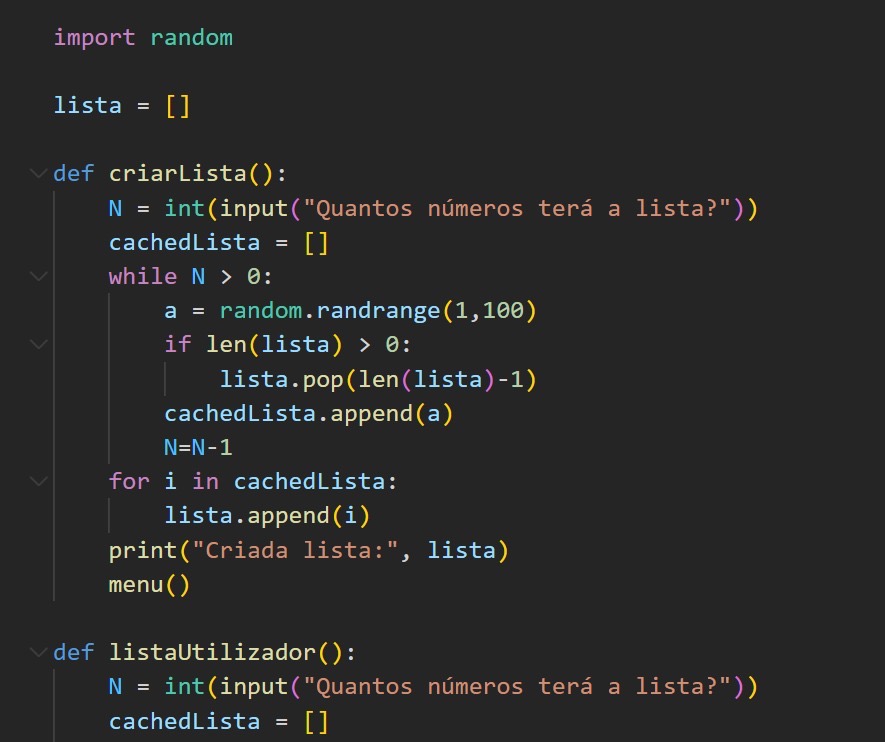 import random
lista = []
def criarLista():
    N = int(input("Quantos números terá a lista?"))
    cachedLista = []
    while N > 0:
        a = random.randrange(1,100)
        if len(lista) > 0:
            lista.pop(len(lista)-1)
        cachedLista.append(a)
        N=N-1
    for i in cachedLista:
        lista.append(i)
    print("Criada lista:", lista)
    menu()
def listaUtilizador():
    N = int(input("Quantos números terá a lista?"))
    cachedLista = []